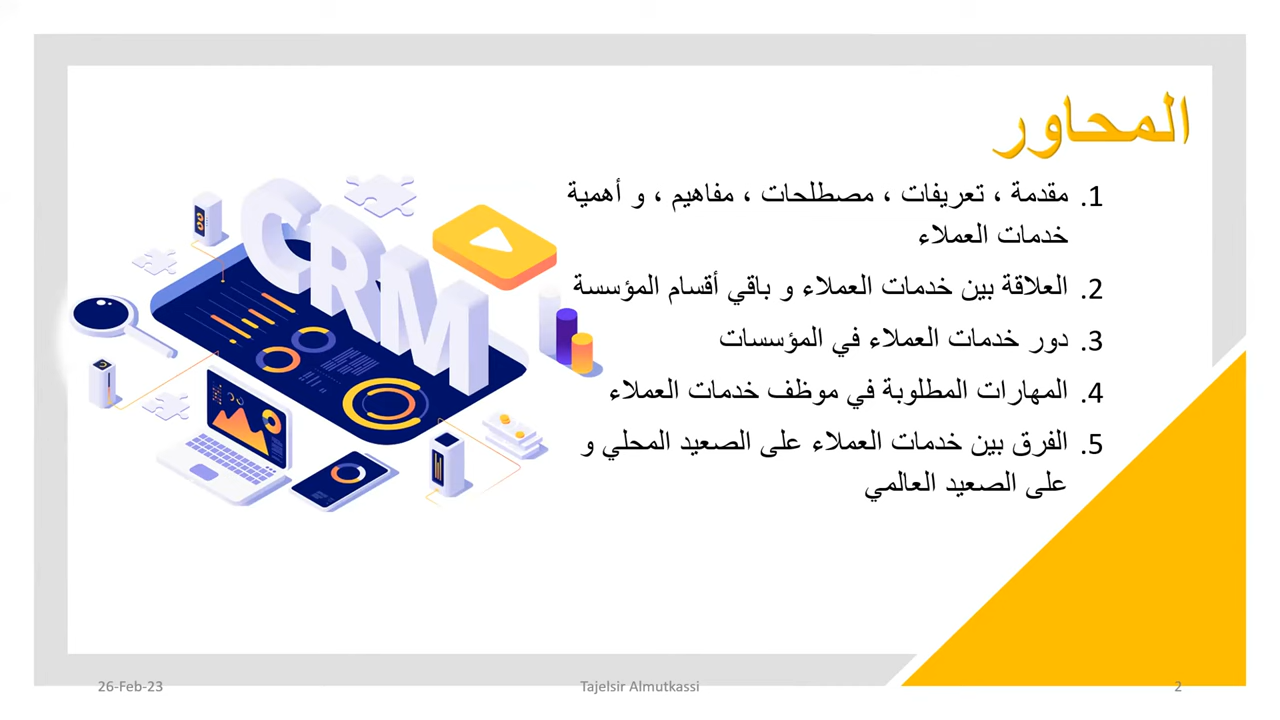 المحاور
1. مقدمة ، تعريفات ، مصطلحات ، مفاهيم ، و أهمية
خدمات العملاء
2. العلاقة بين خدمات العملاء و باقي أقسام المؤسسة
3. دور خدمات العملاء في المؤسسات
4. المهارات المطلوبة في موظف خدمات العملاء
5. الفرق بين خدمات العملاء على الصعيد المحلي و
على الصعيد العالمي
CRM
26-Feb-23
Tajelsir Almutkassi
2